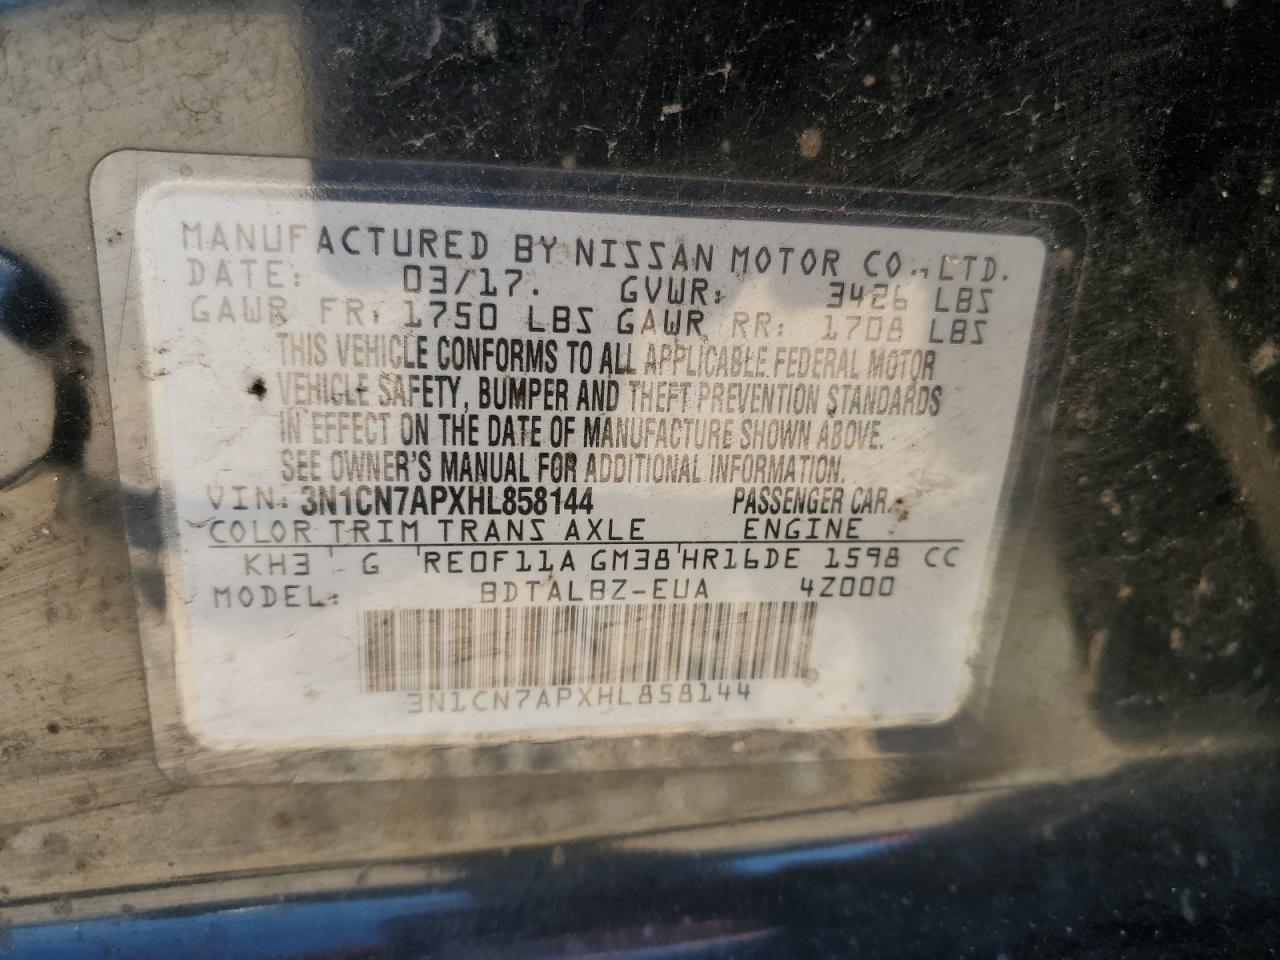 MANUFACTURED BY NISSAN MOTOR CO., LTD.
DATE: 03/17. GVWR: 3426 LBS
GAWR FR: 1750 LBS GAWR RR: 1708 LBS
THIS VEHICLE CONFORMS TO ALL APPLICABLE FEDERAL MOTOR
VEHICLE SAFETY, BUMPER AND THEFT PREVENTION STANDARDS
IN EFFECT ON THE DATE OF MANUFACTURE SHOWN ABOVE.
SEE OWNER'S MANUAL FOR ADDITIONAL INFORMATION.
VIN: 3N1CN7APXHL858144 PASSENGER CAR.
COLOR TRIM TRANS AXLE ENGINE
KH3 G RE0F11A GM38 HR16DE 1598 CC
MODEL: BDTALBZ-EUA 4Z000
3N1CN7APXHL858144